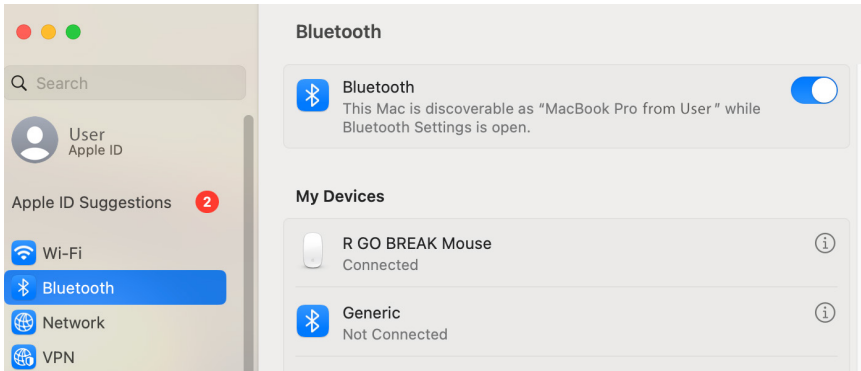 Bluetooth
Search
User
Apple ID
Apple ID Suggestions
2
Wi-Fi
Bluetooth
Network
VPN
Bluetooth
This Mac is discoverable as “MacBook Pro from User” while
Bluetooth Settings is open.
My Devices
R GO BREAK Mouse
Connected
Generic
Not Connected